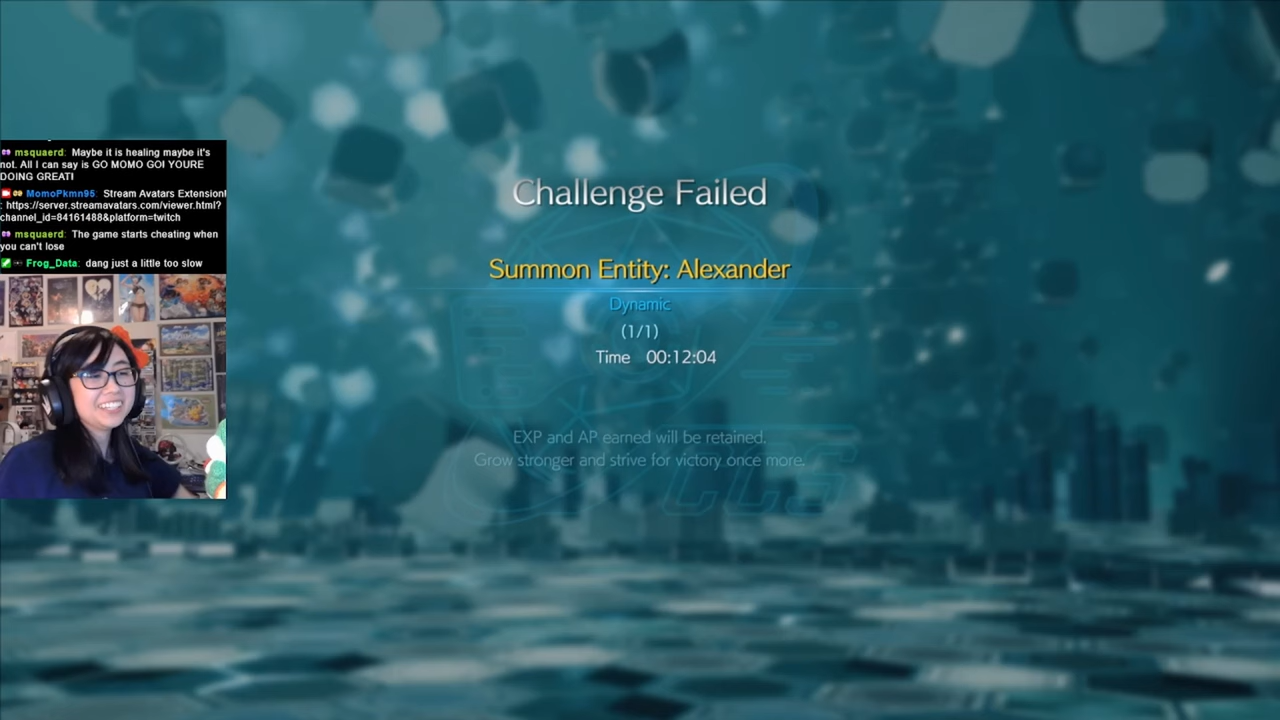 msquaerd: Maybe it is healing maybe it's
not. All I can say is GO MOMO GO! YOURE
DOING GREAT!
MomoPkmn95: Stream Avatars Extension!
: https://server.streamavatars.com/viewer.html?
channel_id=84161488&platform=twitch
msquaerd: The game starts cheating when
you can't lose
Frog_Data: dang just a little too slow
Challenge Failed
Summon Entity: Alexander
Dynamic
(1/1)
Time 00:12:04
EXP and AP earned will be retained.
Grow stronger and strive for victory once more.